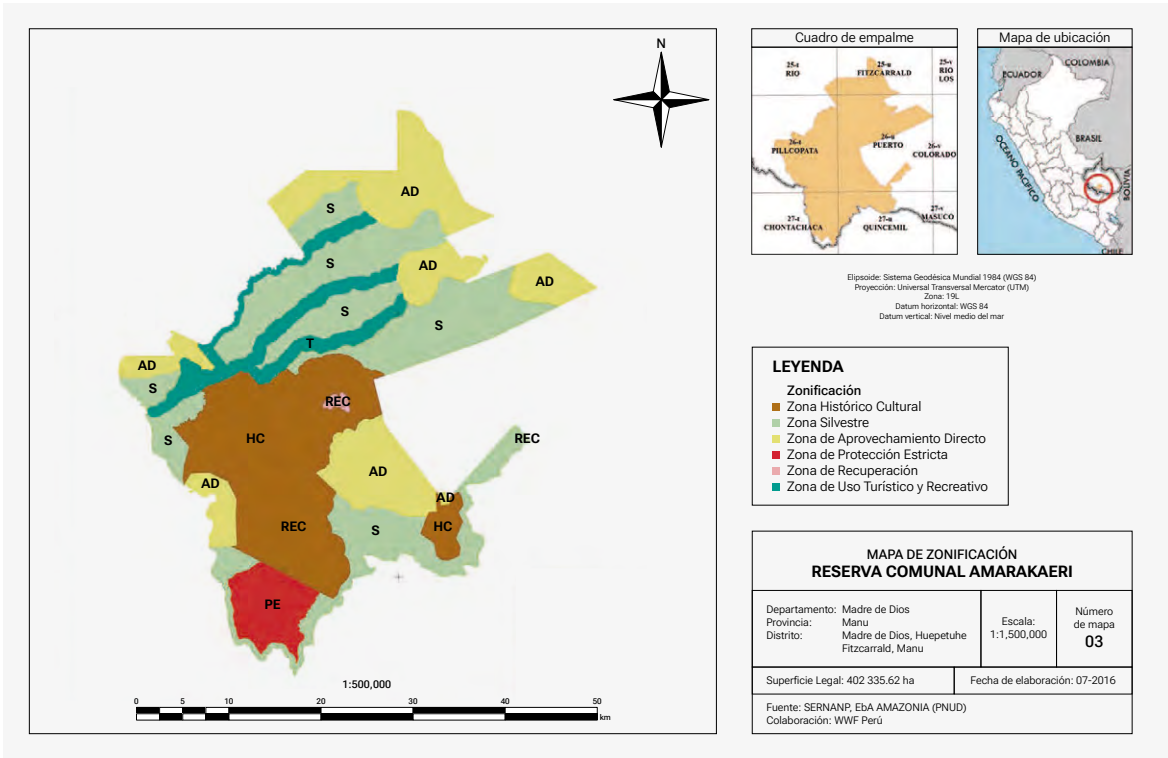 N
AD
S
S
AD
AD
S
S
T
AD
S
REC
S
HC
REC
AD
AD
AD
REC
S
HC
PE
1:500,000
0 5 10 20 30 40 50
km
Cuadro de empalme
25-t
RIO
25-u
FITZCARRALD
25-v
RIO
LOS
26-t
PILLCOPATA
26-u
PUERTO
26-v
COLORADO
27-t
CHONTACHACA
27-u
QUINCEMIL
27-v
MASUCO
Mapa de ubicación
COLOMBIA
ECUADOR
BRASIL
OCEANO PACIFICO
BOLIVIA
CHILE
Elipsoide: Sistema Geodésica Mundial 1984 (WGS 84)
Proyección: Universal Transversal Mercator (UTM)
Zona: 19L
Datum horizontal: WGS 84
Datum vertical: Nivel medio del mar
LEYENDA
Zonificación
Zona Histórico Cultural
Zona Silvestre
Zona de Aprovechamiento Directo
Zona de Protección Estricta
Zona de Recuperación
Zona de Uso Turístico y Recreativo
MAPA DE ZONIFICACIÓN
RESERVA COMUNAL AMARAKAERI
Departamento: Madre de Dios
Provincia: Manu
Distrito: Madre de Dios, Huepetuhe
Fitzcarrald, Manu
Escala:
1:1,500,000
Número
de mapa
03
Superficie Legal: 402 335.62 ha
Fecha de elaboración: 07-2016
Fuente: SERNANP, EbA AMAZONIA (PNUD)
Colaboración: WWF Perú